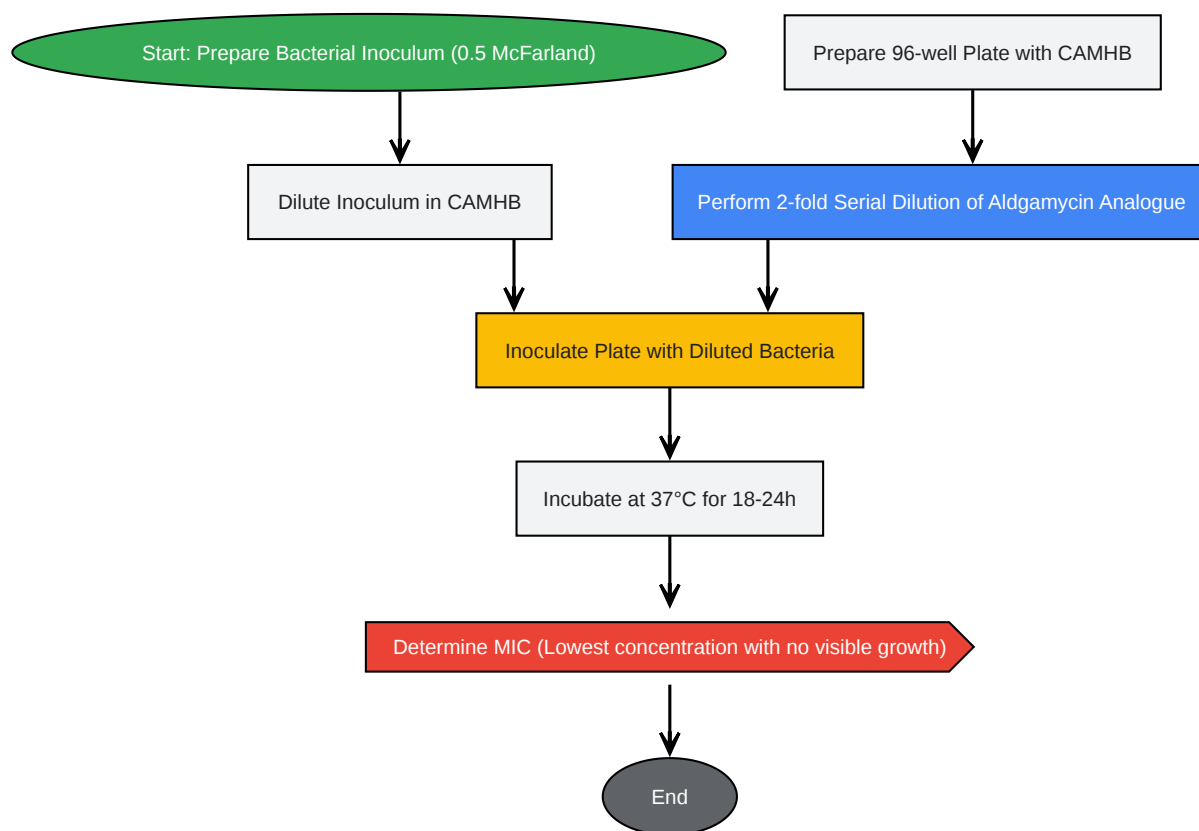 Start: Prepare Bacterial Inoculum (0.5 McFarland)
Prepare 96-well Plate with CAMHB
Dilute Inoculum in CAMHB
Perform 2-fold Serial Dilution of Aldgamycin Analogue
Inoculate Plate with Diluted Bacteria
Incubate at 37°C for 18-24h
Determine MIC (Lowest concentration with no visible growth)
End